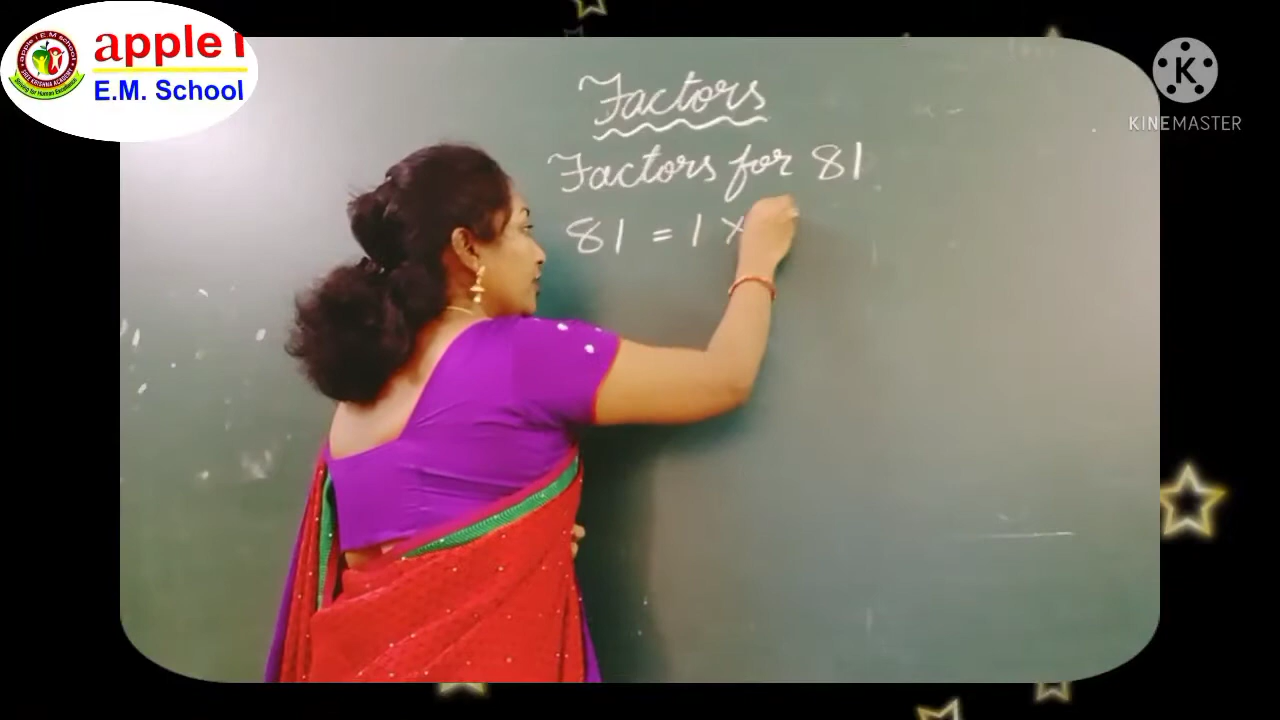 apple i
E.M. School
KINEMASTER
Factors
Factors for 81
81 = 1 ×